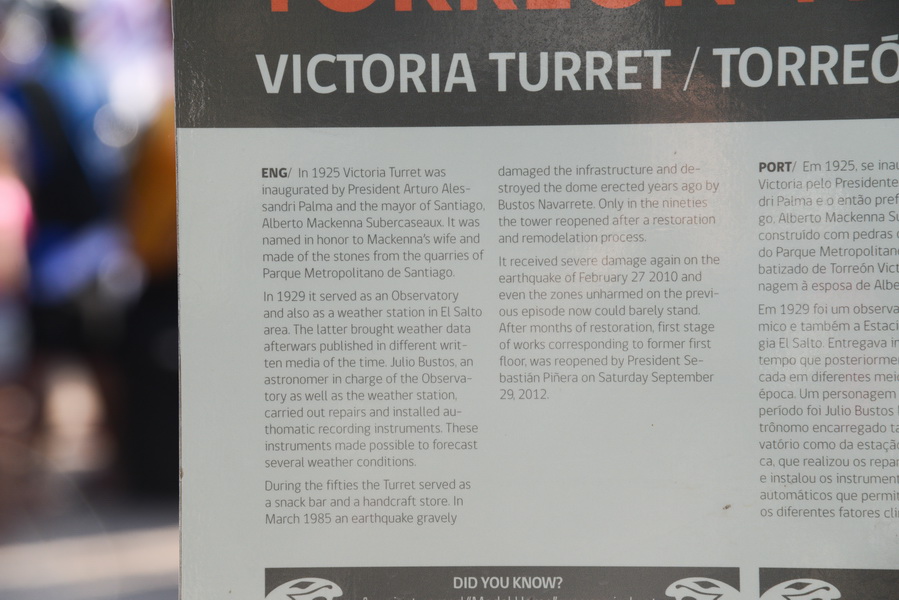 VICTORIA TURRET / TORREÓ
ENG/ In 1925 Victoria Turret was
inaugurated by President Arturo Ales-
sandri Palma and the mayor of Santiago,
Alberto Mackenna Subercaseaux. It was
named in honor to Mackenna's wife and
made of the stones from the quarries of
Parque Metropolitano de Santiago.
In 1929 it served as an Observatory
and also as a weather station in El Salto
area. The latter brought weather data
afterwars published in different writ-
ten media of the time. Julio Bustos, an
astronomer in charge of the Observa-
tory as well as the weather station,
carried out repairs and installed au-
thomatic recording instruments. These
instruments made possible to forecast
several weather conditions.
During the fifties the Turret served as
a snack bar and a handcraft store. In
March 1985 an earthquake gravely
damaged the infrastructure and de-
stroyed the dome erected years ago by
Bustos Navarrete. Only in the nineties
the tower reopened after a restoration
and remodelation process.
It received severe damage again on the
earthquake of February 27 2010 and
even the zones unharmed on the previ-
ous episode now could barely stand.
After months of restoration, first stage
of works corresponding to former first
floor, was reopened by President Se-
bastián Piñera on Saturday September
29, 2012.
PORT/ Em 1925, se inau
Victoria pelo Presidente
dri Palma e o então pref
go, Alberto Mackenna Su
construído com pedras
do Parque Metropolitano
batizado de Torreón Vict
nagem à esposa de Albe
Em 1929 foi um observa
mico e também a Estaci
gia El Salto. Entregava in
tempo que posteriorme
cada em diferentes mei
época. Um personagem
período foi Julio Bustos
trônomo encarregado ta
vatório como da estação
ca, que realizou os repa
e instalou os instrument
automáticos que permit
os diferentes fatores cli
DID YOU KNOW?